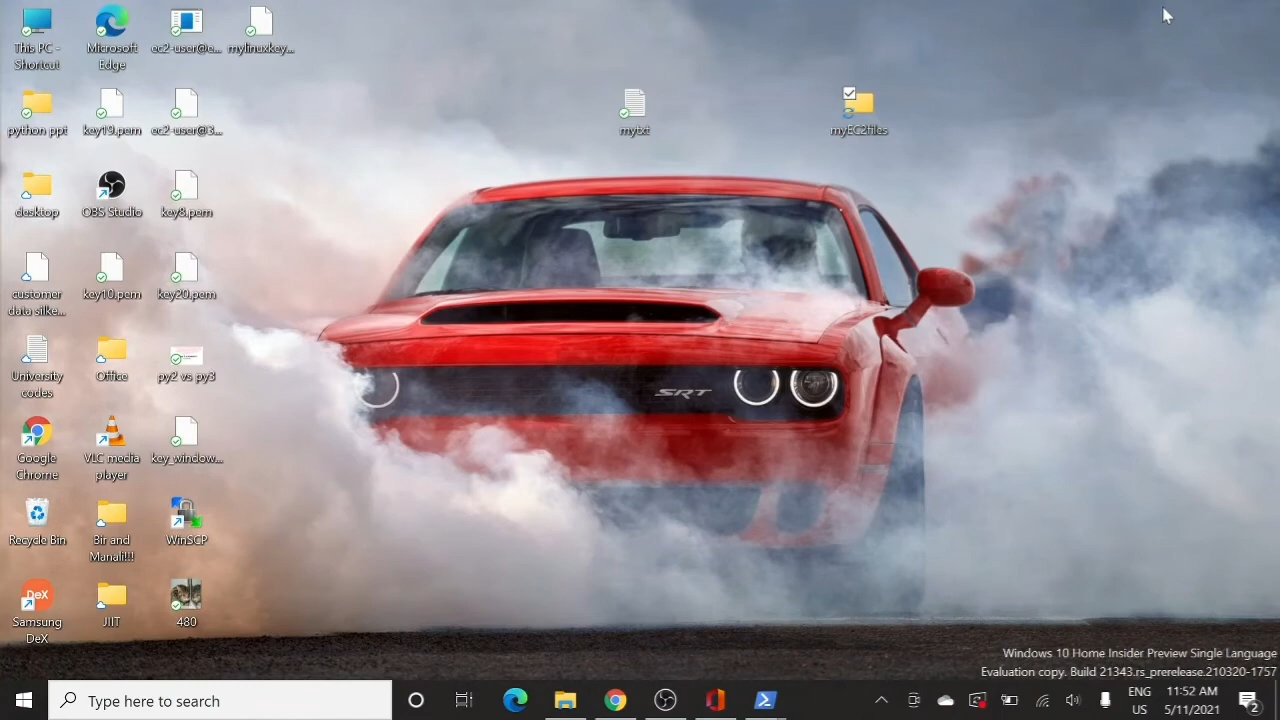 This PC -
Shortcut
Microsoft
Edge
ec2-user@e...
mylinuxkey...
python ppt
key19.pem
ec2-user@3...
mytxt
myEC2files
desktop
OBS Studio
key8.pem
customer
data silke...
key10.pem
key20.pem
University
codes
Office
py2 vs py3
Google
Chrome
VLC media
player
key_window...
Recycle Bin
Bir and
Manali!!!
WinSCP
DeX
Samsung
DeX
JIIT
480
SRT
Windows 10 Home Insider Preview Single Language
Evaluation copy. Build 21343.rs_prerelease.210320-1757
Type here to search
ENG
US
11:52 AM
5/11/2021
2